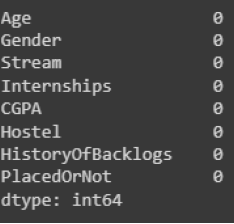 Age 0
Gender 0
Stream 0
Internships 0
CGPA 0
Hostel 0
HistoryOfBacklogs 0
PlacedOrNot 0
dtype: int64